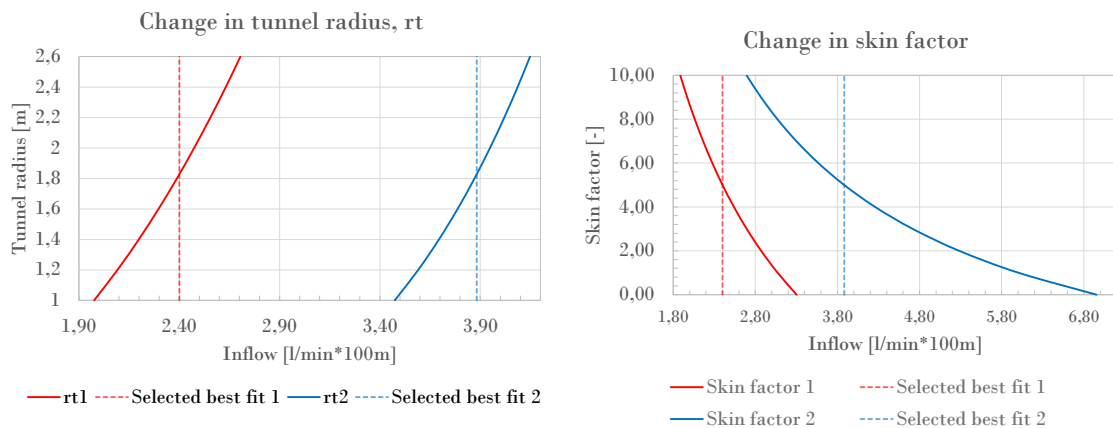 Change in tunnel radius, rt
2,6
2,4
2,2
2
1,8
1,6
1,4
1,2
1
Tunnel radius [m]
1,90
2,40
2,90
3,40
3,90
Inflow [l/min*100m]
rt1
Selected best fit 1
rt2
Selected best fit 2
Change in skin factor
10,00
8,00
6,00
4,00
2,00
0,00
Skin factor [-]
1,80
2,80
3,80
4,80
5,80
6,80
Inflow [l/min*100m]
Skin factor 1
Selected best fit 1
Skin factor 2
Selected best fit 2